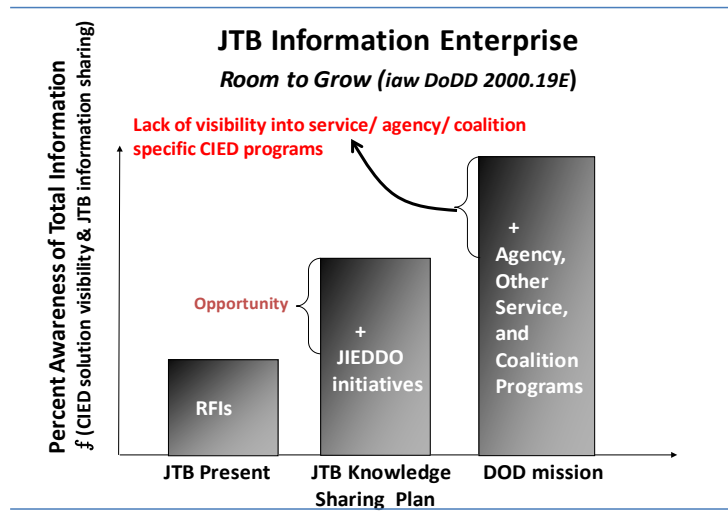 JTB Information Enterprise
Room to Grow (iaw DoDD 2000.19E)
Lack of visibility into service/ agency/ coalition
specific CIED programs
Percent Awareness of Total Information
⨍ (CIED solution visibility & JTB information sharing)
Opportunity
RFIs
+
JIEDDO
initiatives
+
Agency,
Other
Service,
and
Coalition
Programs
JTB Present
JTB Knowledge
Sharing Plan
DOD mission